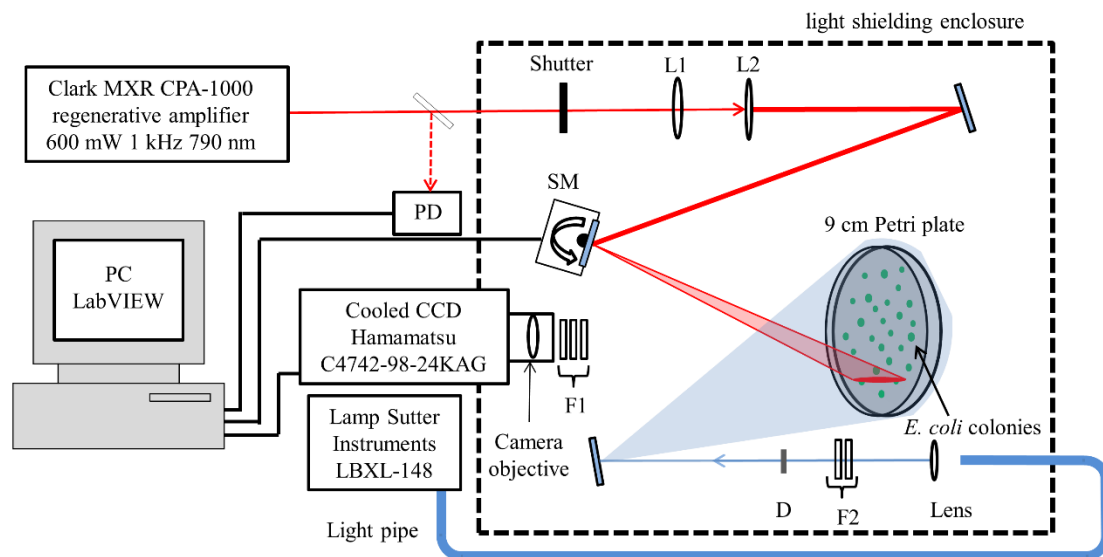 light shielding enclosure
Clark MXR CPA-1000
regenerative amplifier
600 mW 1 kHz 790 nm
Shutter
L1
L2
PD
SM
9 cm Petri plate
PC
LabVIEW
Cooled CCD
Hamamatsu
C4742-98-24KAG
F1
E. coli colonies
Lamp Sutter
Instruments
LBXL-148
Camera
objective
D
F2
Lens
Light pipe